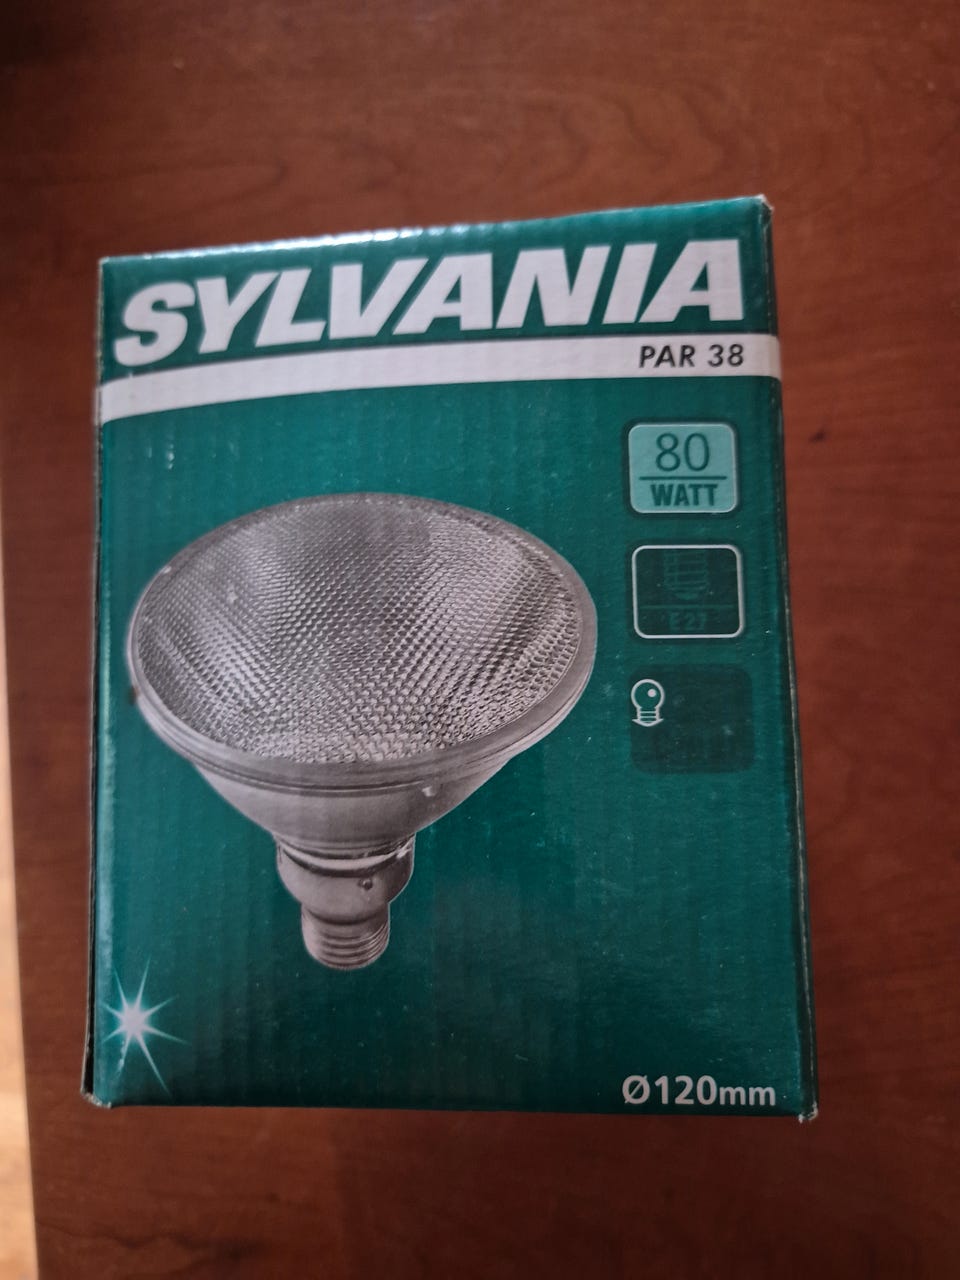 SYLVANIA
PAR 38
80
WATT
E27
Ø120mm